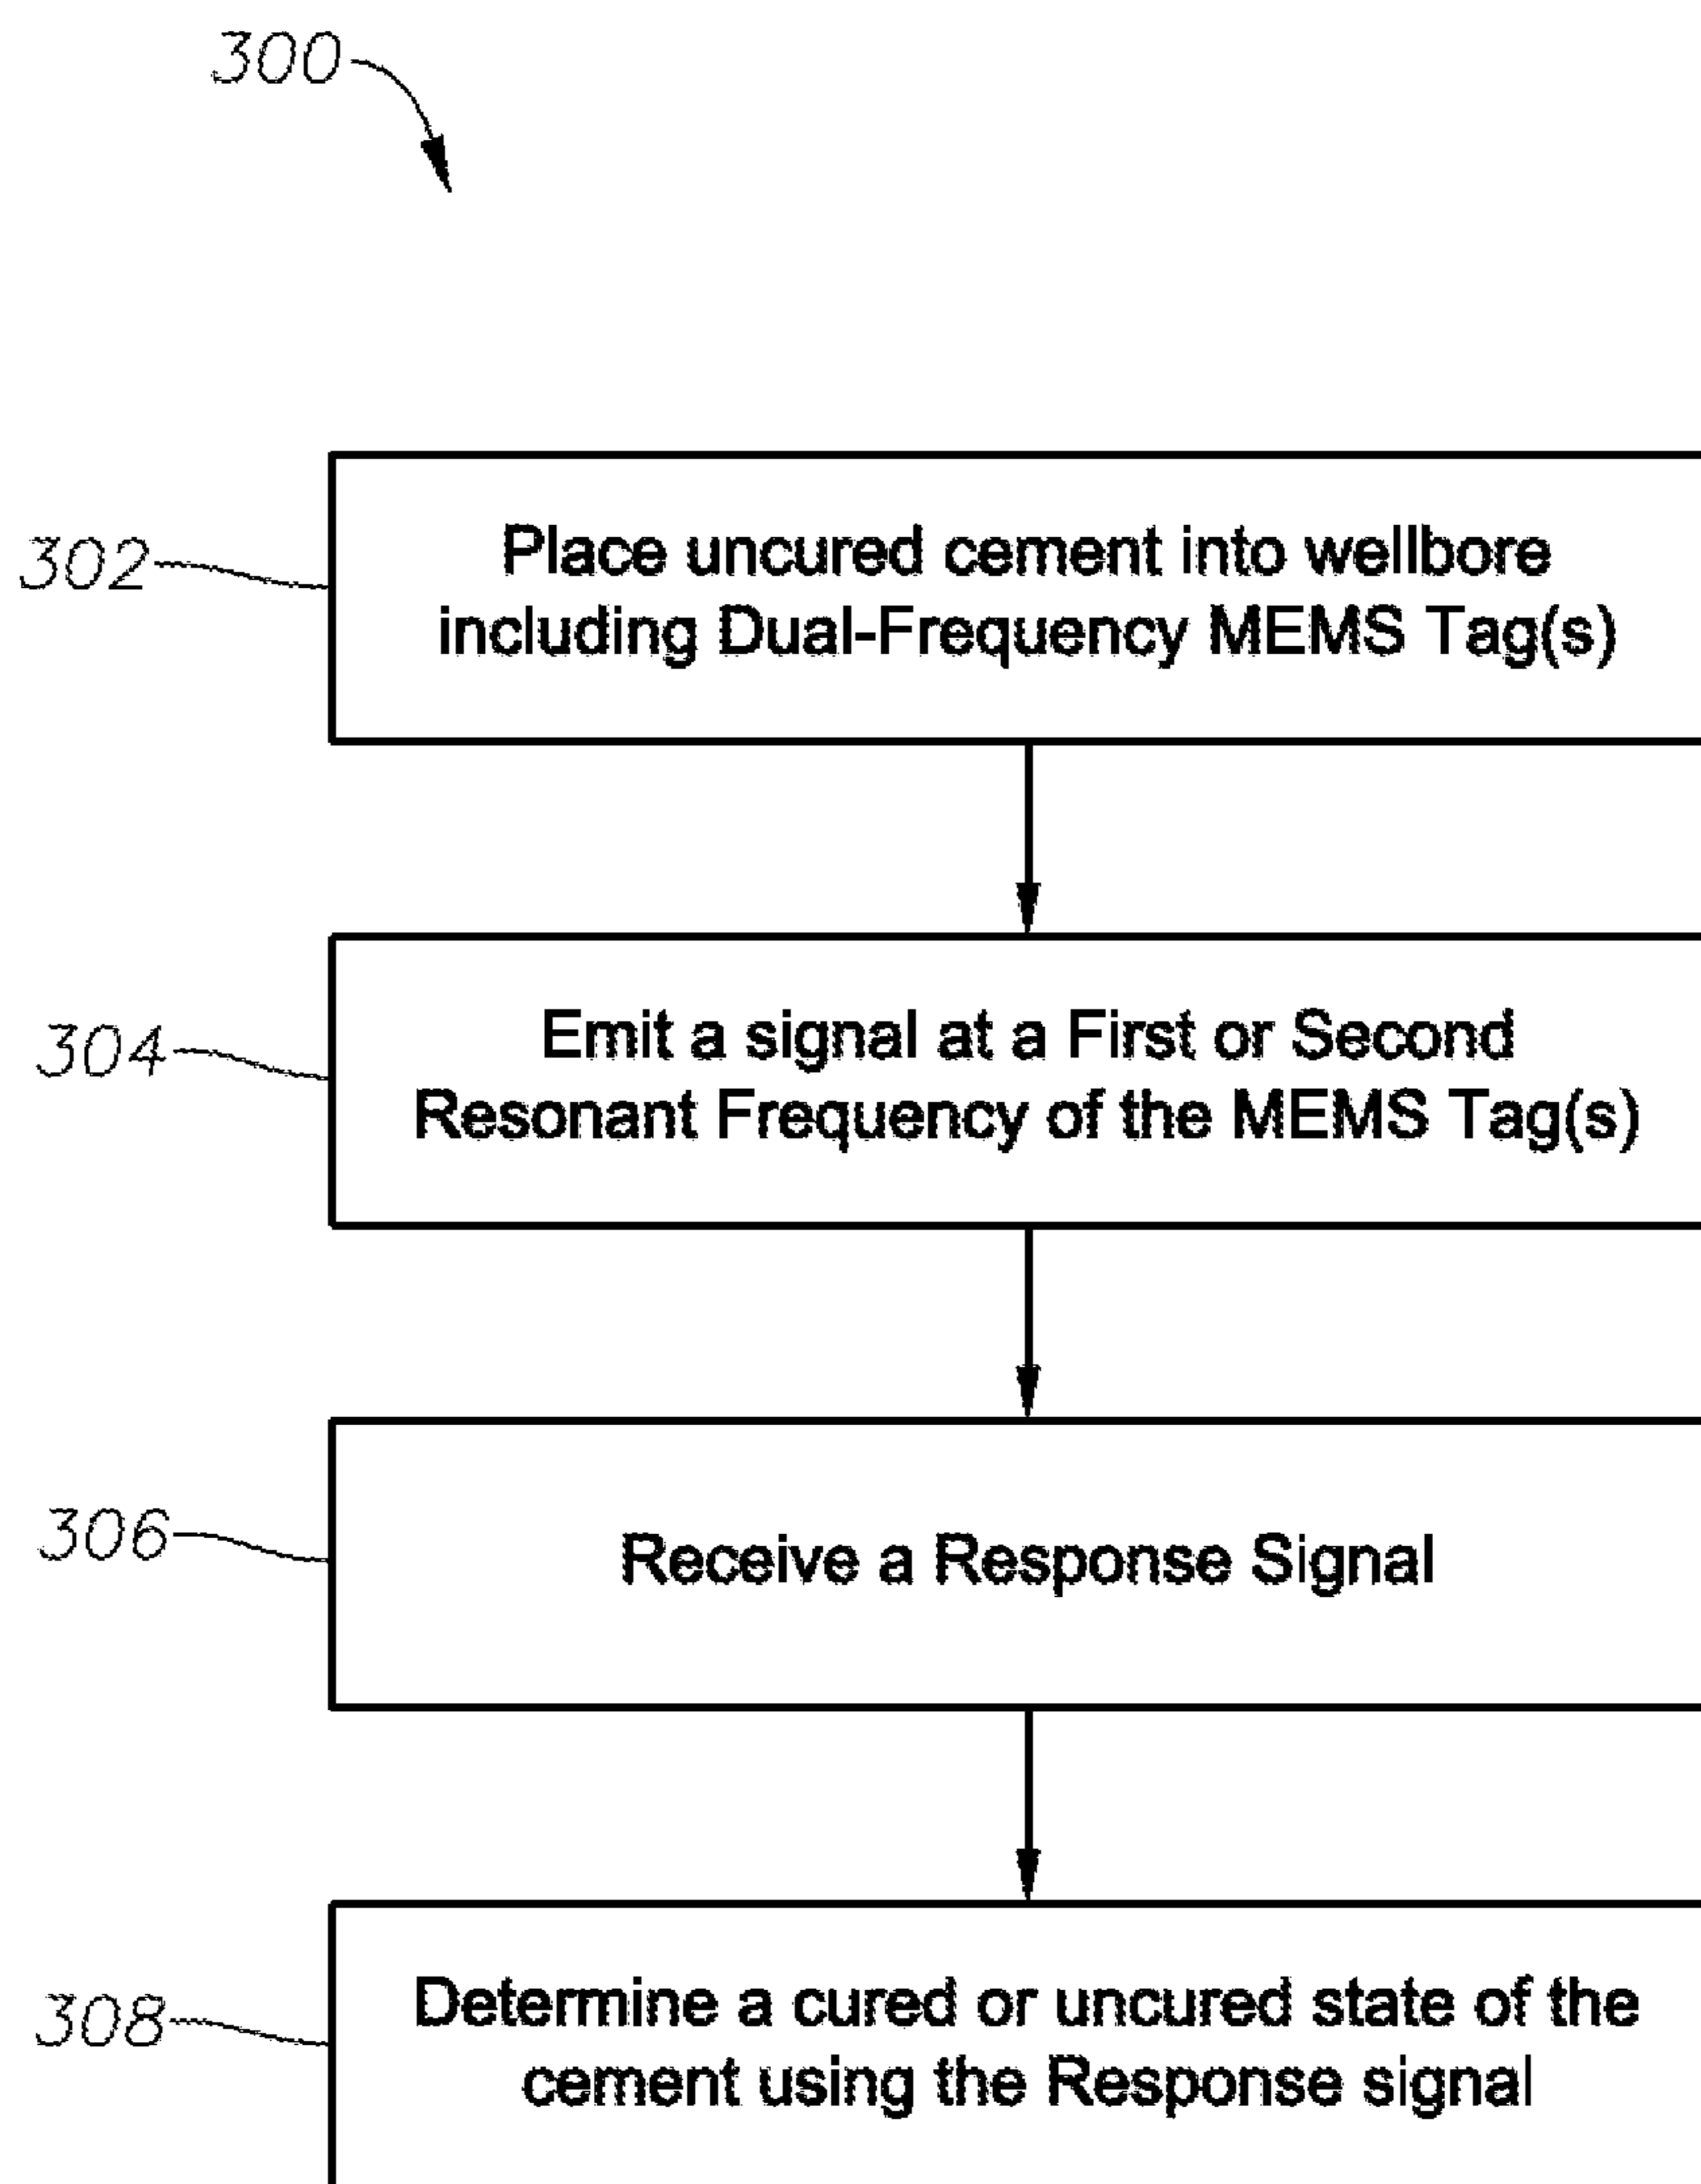 300
302
Place uncured cement into wellbore
including Dual-Frequency MEMS Tag(s)
304
Emit a signal at a First or Second
Resonant Frequency of the MEMS Tag(s)
306
Receive a Response Signal
308
Determine a cured or uncured state of the
cement using the Response signal